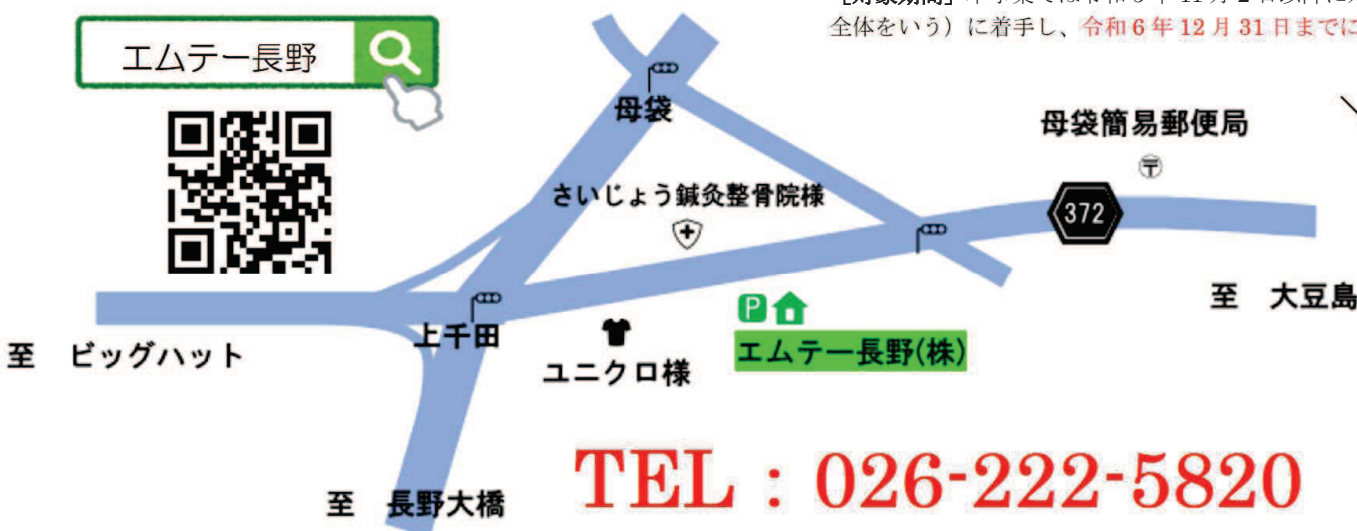 全体をいう）に着手し、令和6年12月31日までに
エムテー長野
母袋
母袋簡易郵便局
〒
さいじょう鍼灸整骨院様
372
至　大豆島
上千田
P
至　ビッグハット
ユニクロ様
エムテー長野(株)
至　長野大橋
TEL：026-222-5820